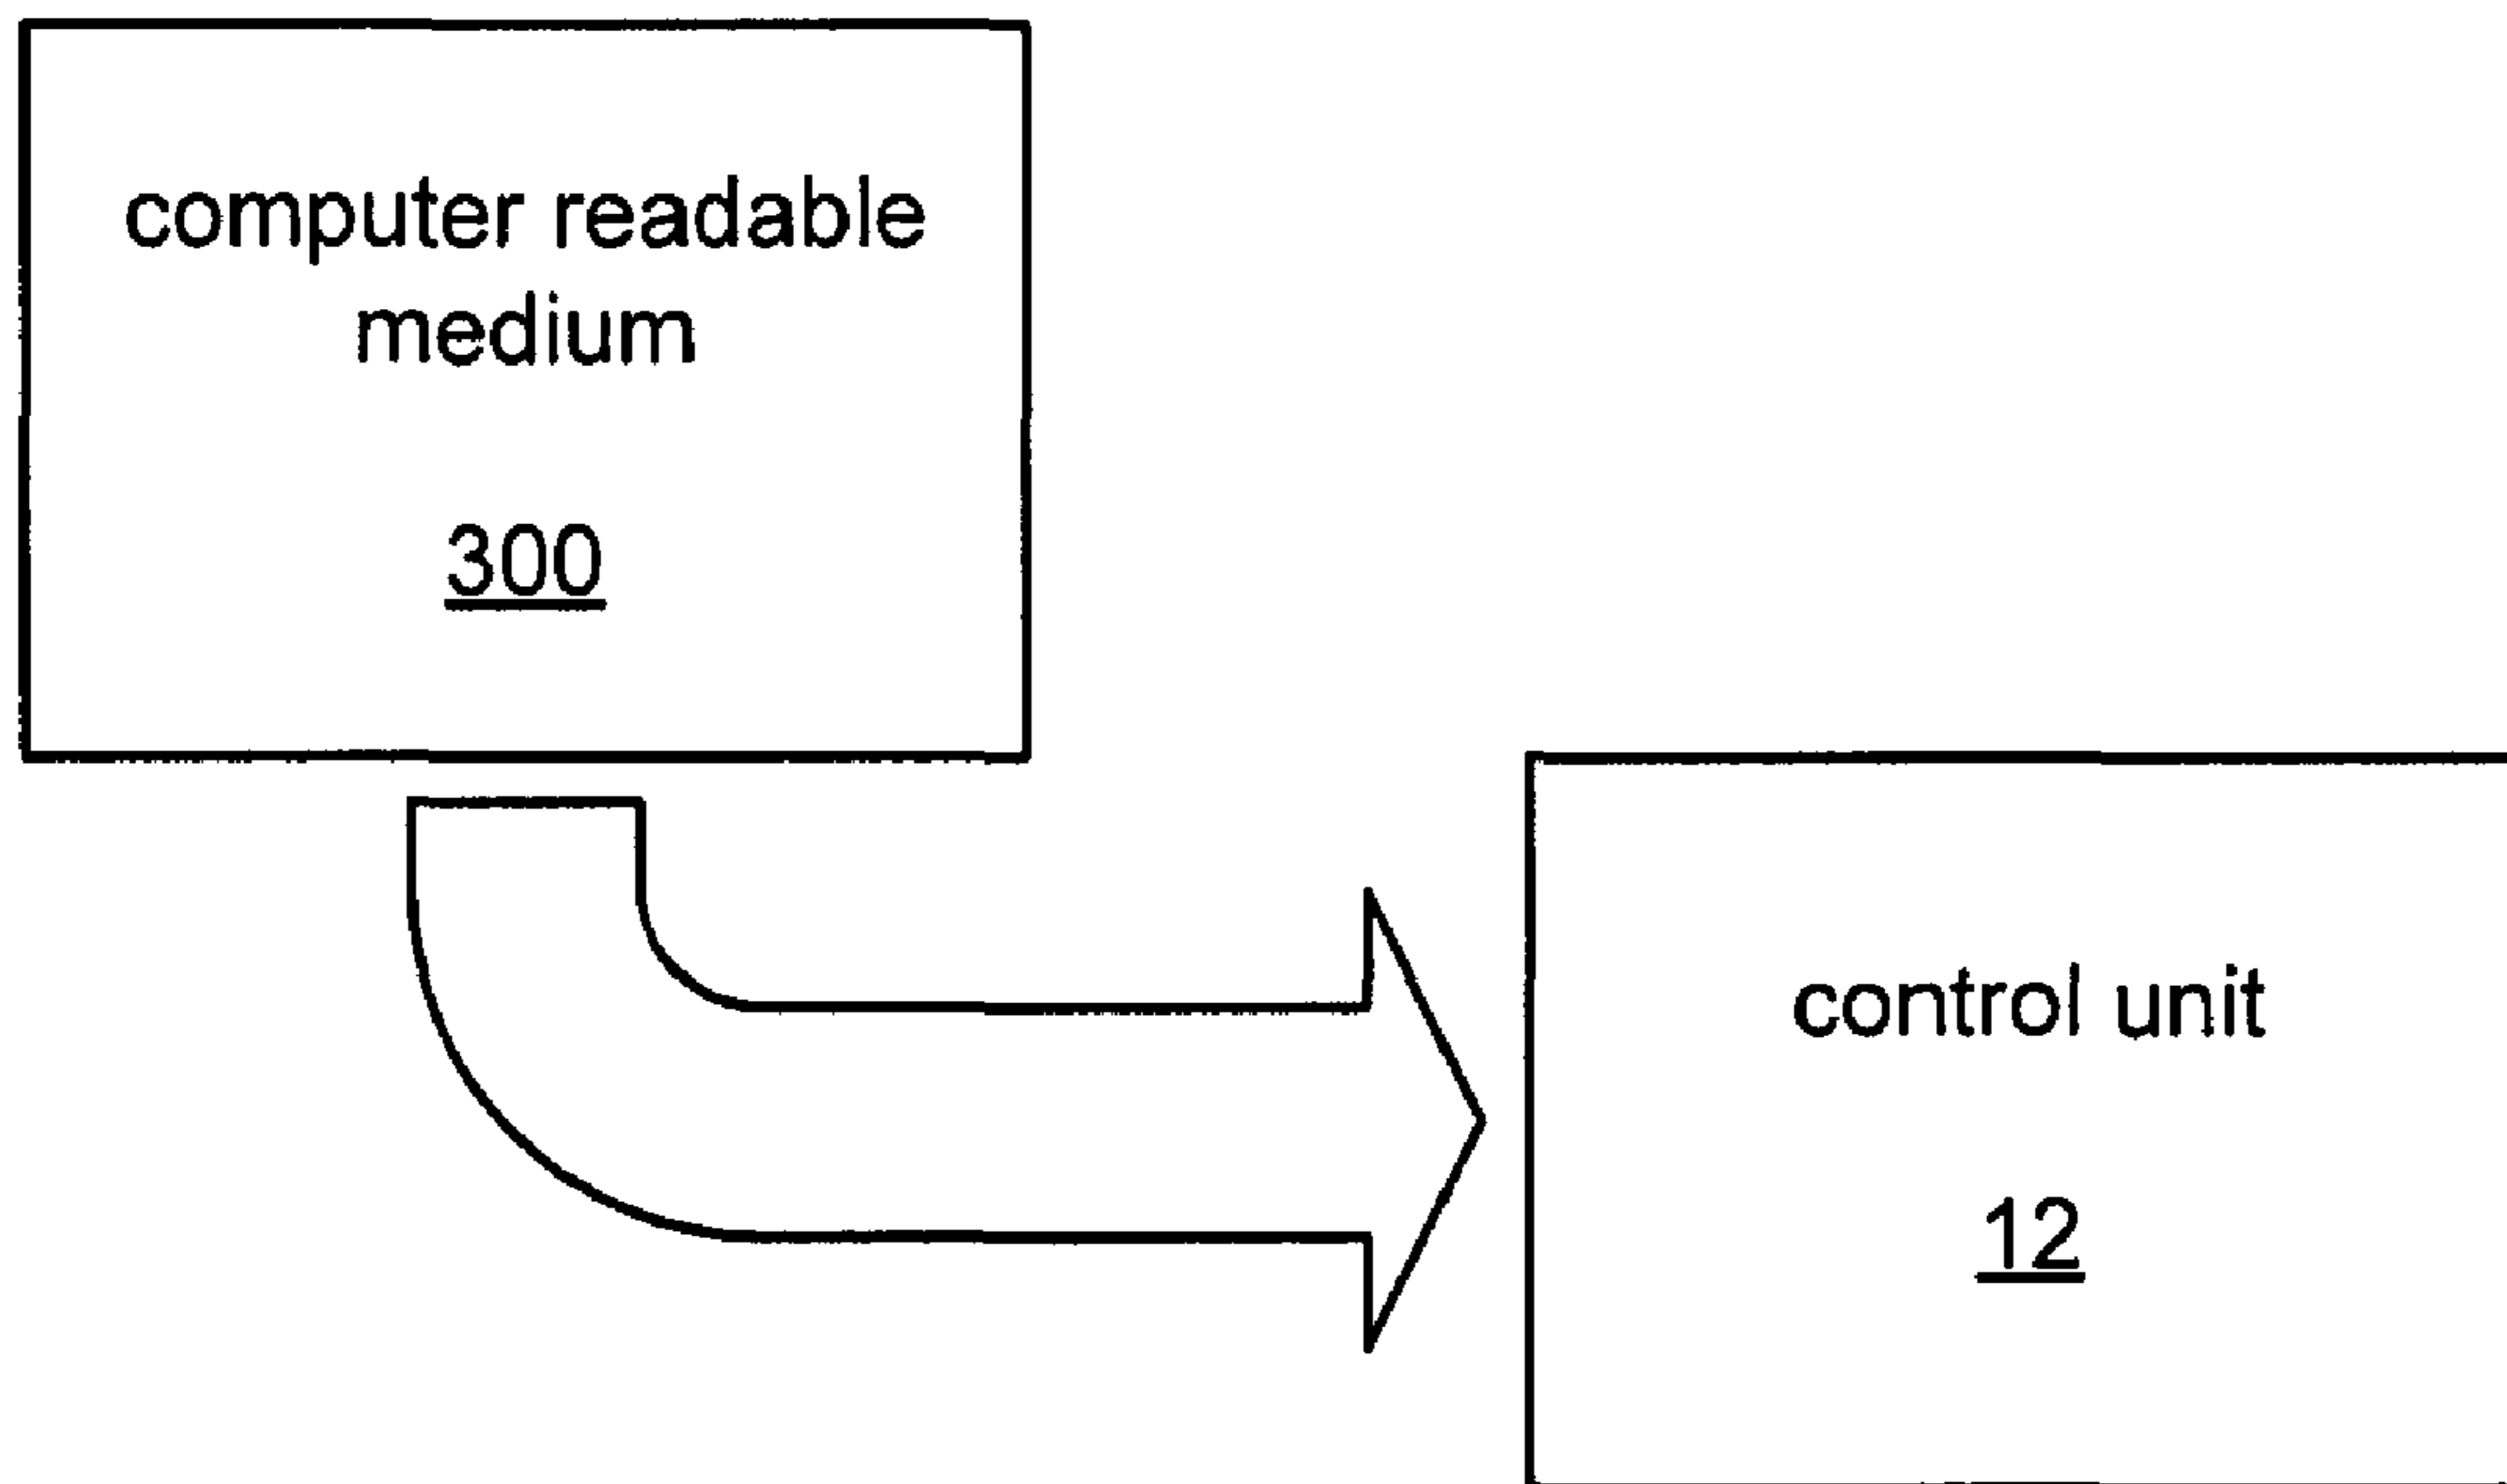 computer readable
medium
300
control unit
12